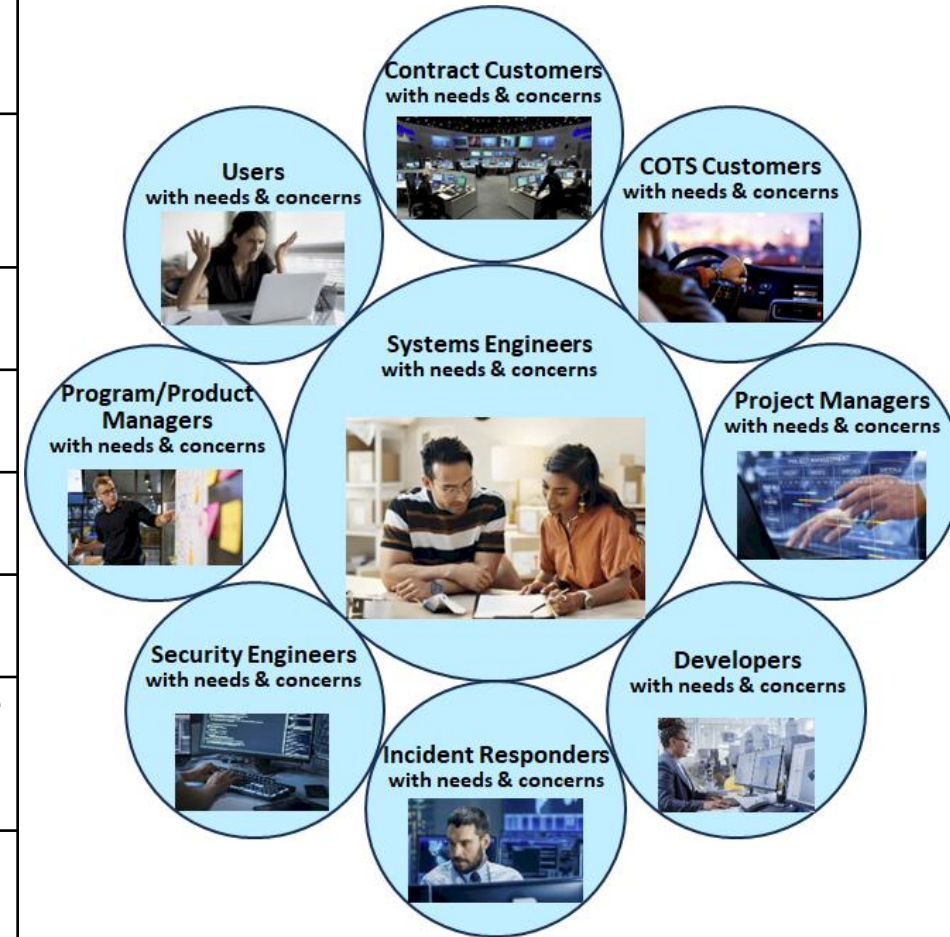 Contract Customers
with needs & concerns
Users
with needs & concerns
COTS Customers
with needs & concerns
Systems Engineers
with needs & concerns
Program/Product
Managers
with needs & concerns
Project Managers
with needs & concerns
PROJECT MANAGEMENT
Security Engineers
with needs & concerns
Developers
with needs & concerns
Incident Responders
with needs & concerns